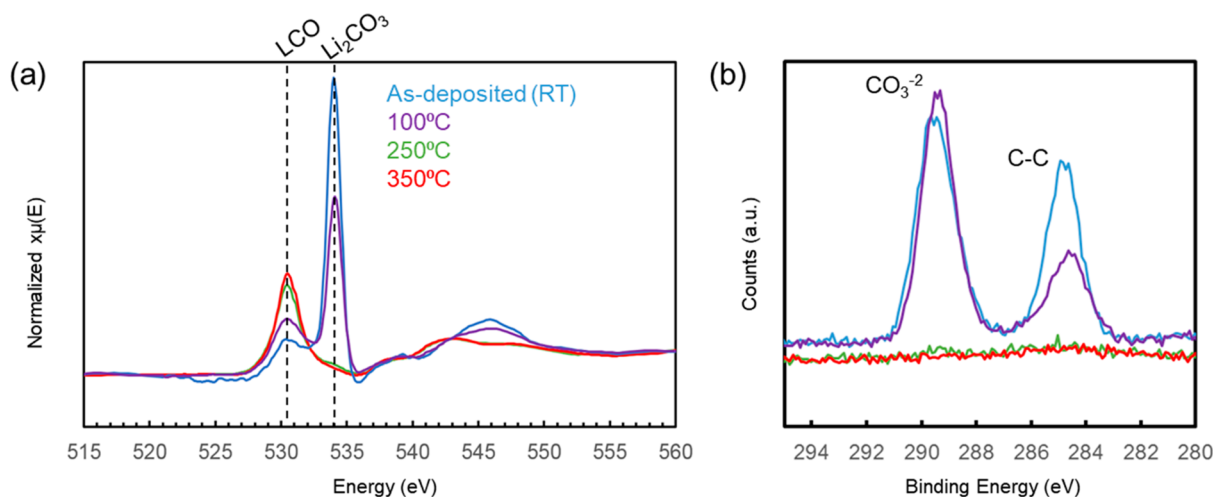 (a)
LCO
Li₂CO₃
As-deposited (RT)
100ºC
250ºC
350ºC
Normalized xµ(E)
515 520 525 530 535 540 545 550 555 560
Energy (eV)
(b)
CO₃⁻²
C-C
Counts (a.u.)
294 292 290 288 286 284 282 280
Binding Energy (eV)